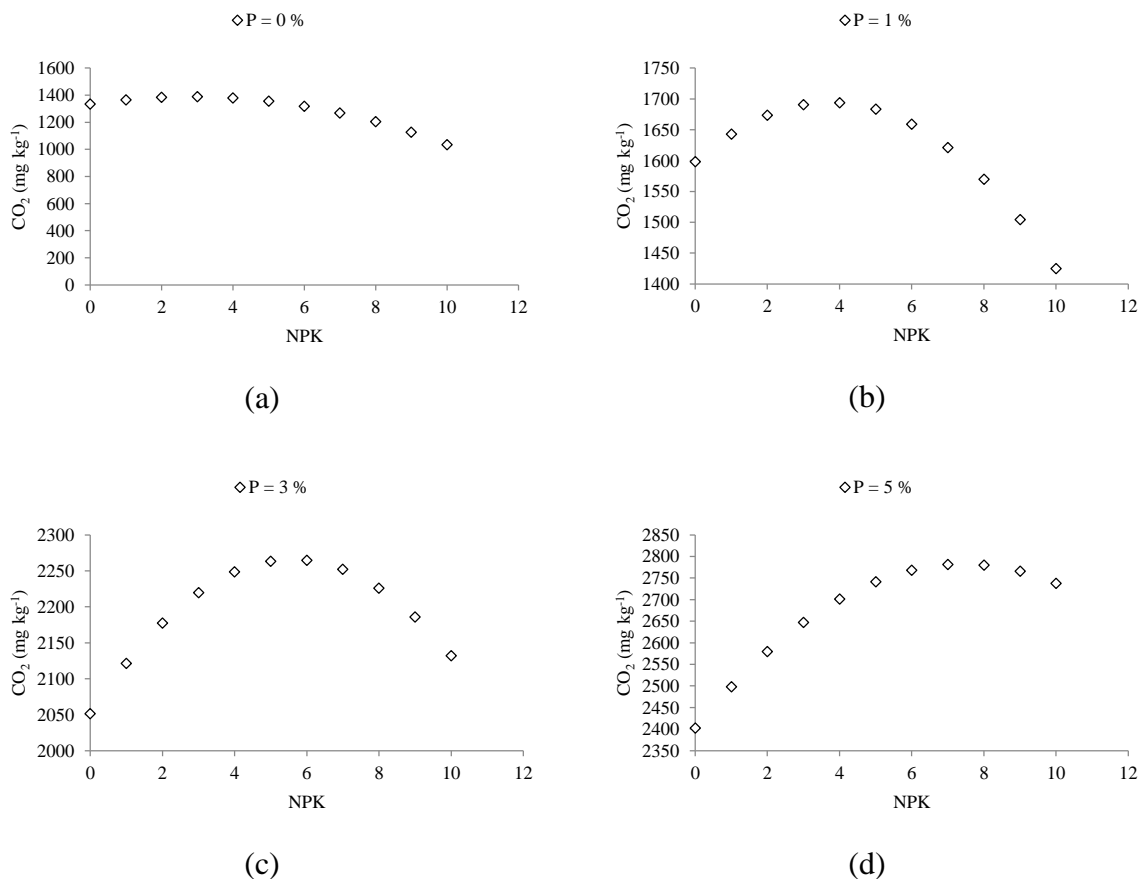 ◇ P = 0 %
1600
1400
1200
1000
800
600
400
200
0
CO₂ (mg kg⁻¹)
0 2 4 6 8 10 12
NPK
(a)
◇ P = 1 %
1750
1700
1650
1600
1550
1500
1450
1400
CO₂ (mg kg⁻¹)
0 2 4 6 8 10 12
NPK
(b)
◇ P = 3 %
2300
2250
2200
2150
2100
2050
2000
CO₂ (mg kg⁻¹)
0 2 4 6 8 10 12
NPK
(c)
◇ P = 5 %
2850
2800
2750
2700
2650
2600
2550
2500
2450
2400
2350
CO₂ (mg kg⁻¹)
0 2 4 6 8 10 12
NPK
(d)